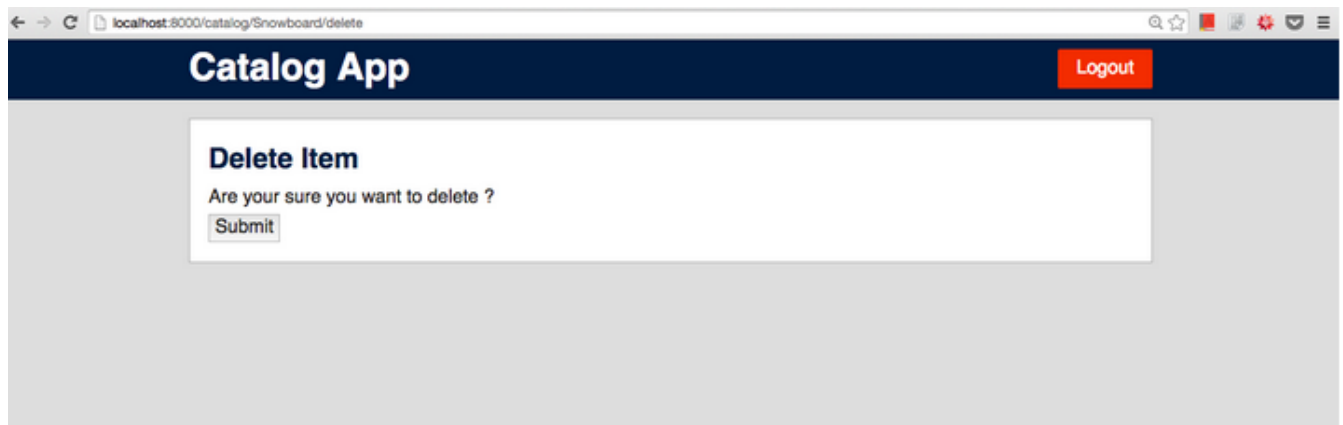 localhost:8000/catalog/Snowboard/delete
Catalog App
Logout
Delete Item
Are your sure you want to delete ?
Submit